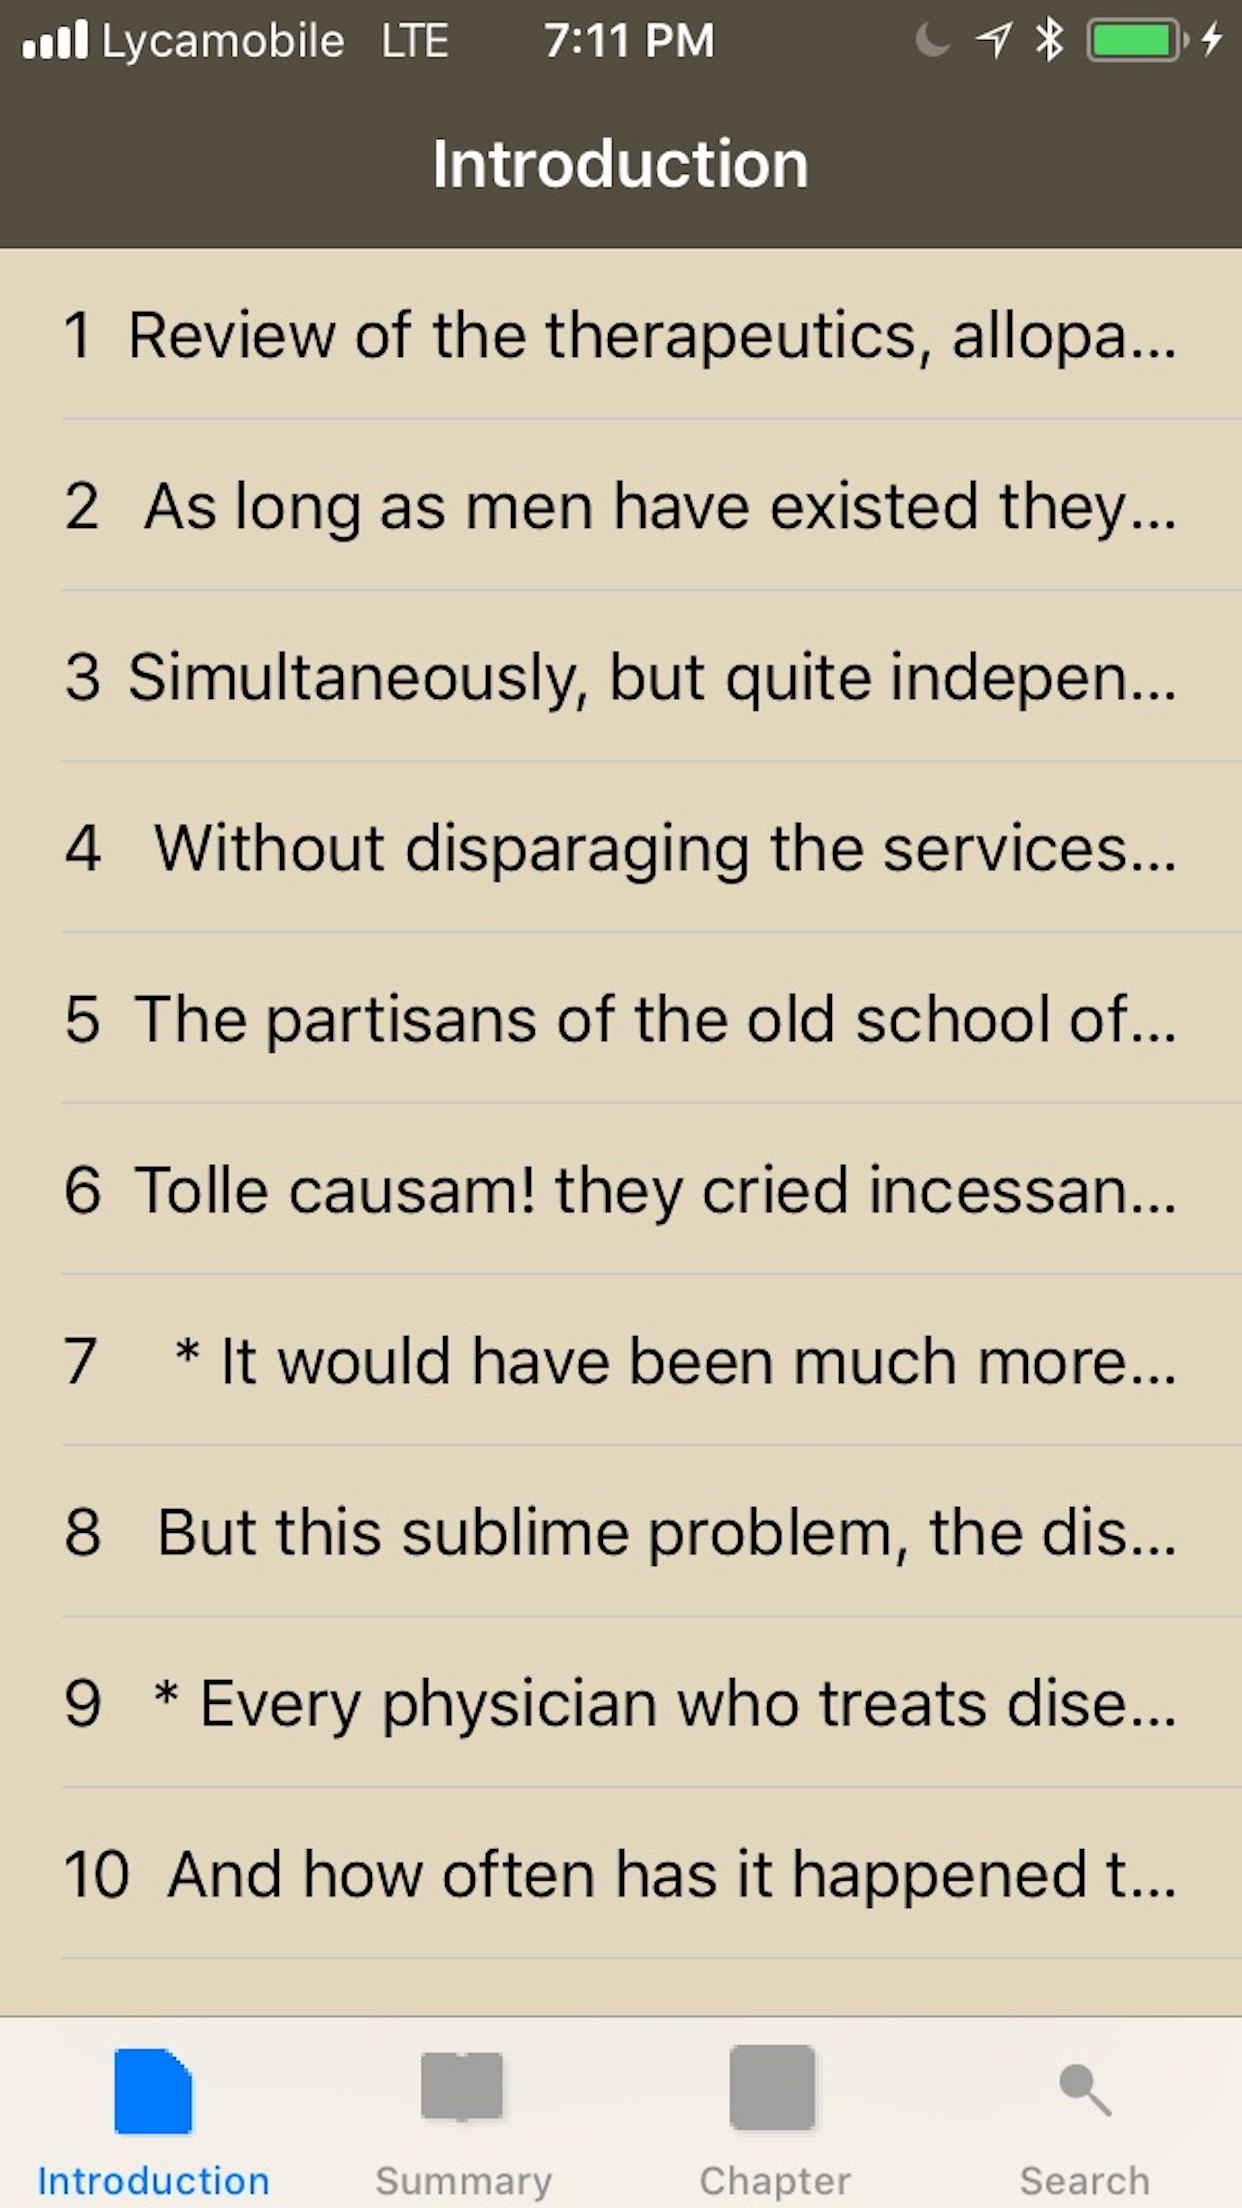 Lycamobile LTE 7:11 PM
Introduction
1 Review of the therapeutics, allopa...
2 As long as men have existed they...
3 Simultaneously, but quite indepen...
4 Without disparaging the services...
5 The partisans of the old school of...
6 Tolle causam! they cried incessan...
7 * It would have been much more...
8 But this sublime problem, the dis...
9 * Every physician who treats dise...
10 And how often has it happened t...
Introduction Summary Chapter Search